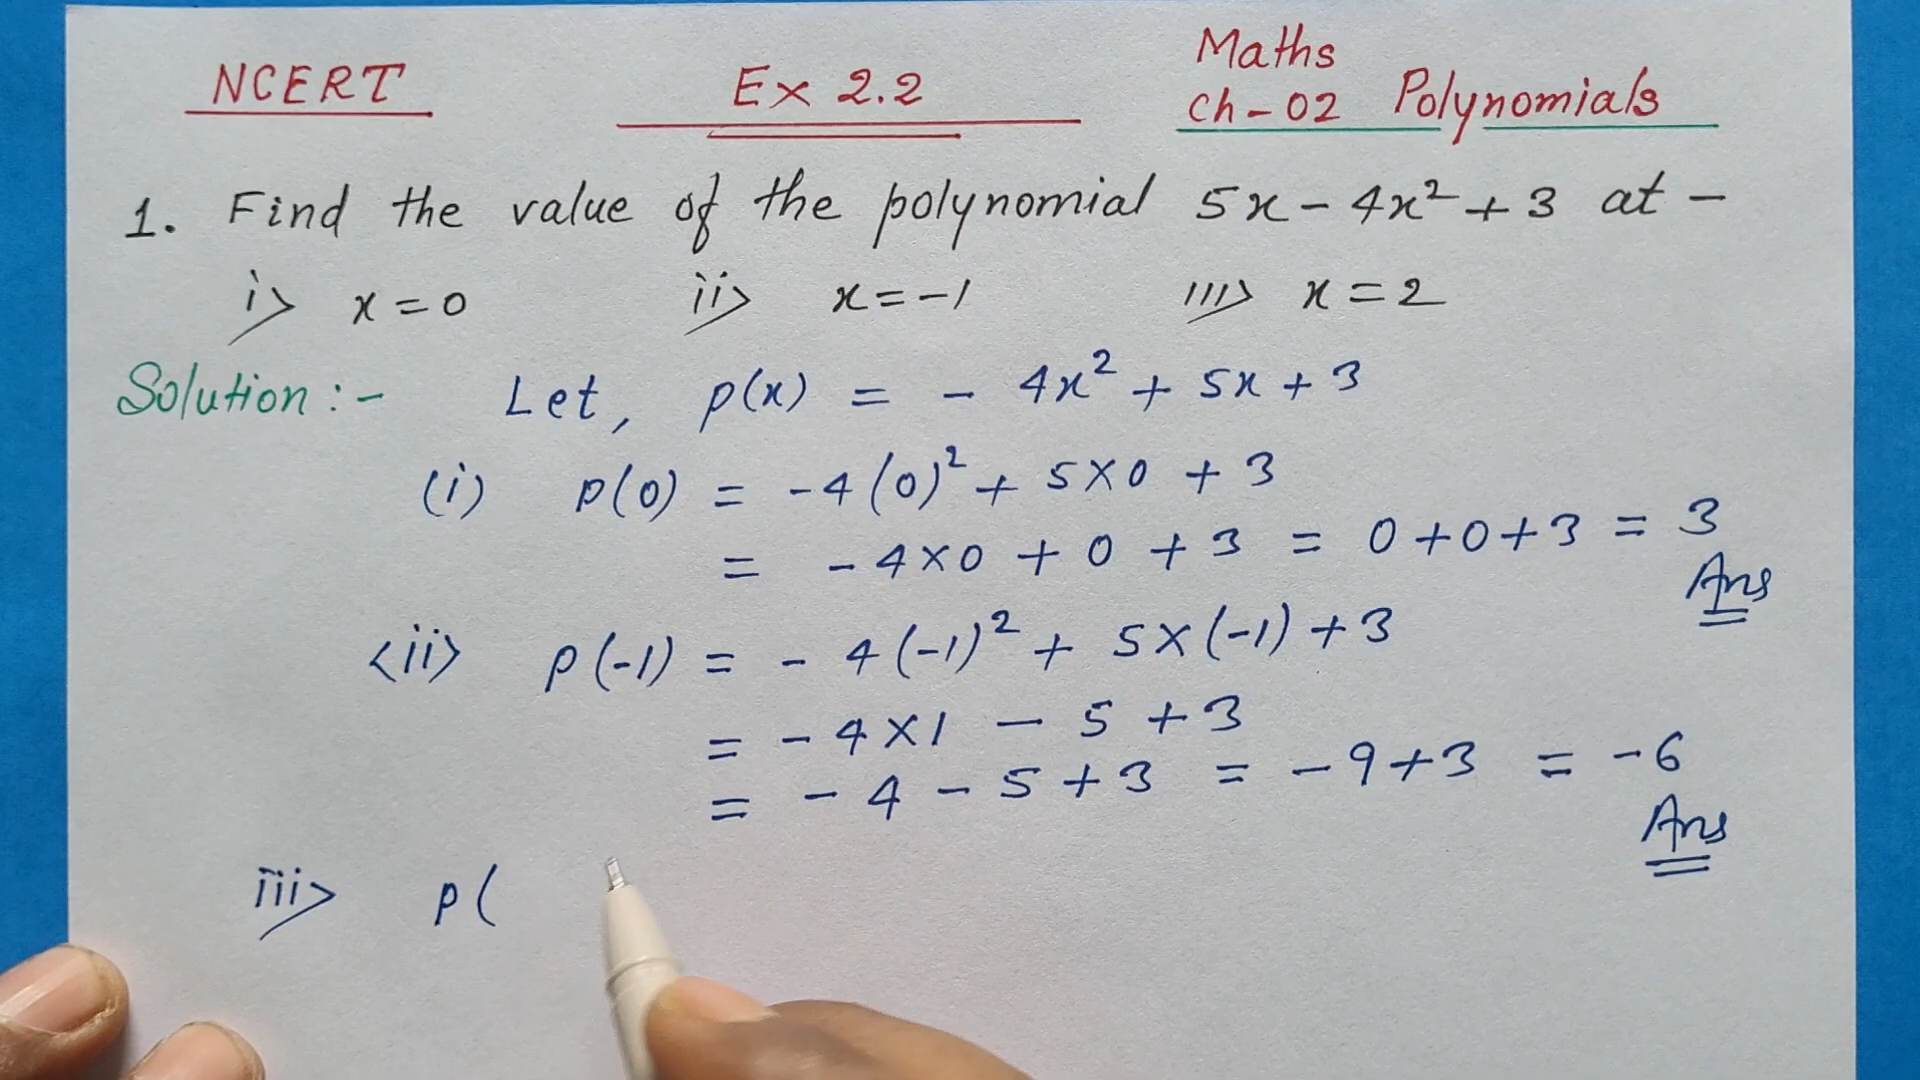 NCERT Ex 2.2 Maths
Ch-02 Polynomials
1. Find the value of the polynomial 5x - 4x² + 3 at -
i> x = 0 ii> x = -1 iii> x = 2
Solution :- Let, p(x) = - 4x² + 5x + 3
(i) p(0) = -4(0)² + 5×0 + 3
= -4×0 + 0 + 3 = 0+0+3 = 3
Ans
<ii> p(-1) = - 4(-1)² + 5×(-1)+3
= -4×1 - 5 + 3
= - 4 - 5 + 3 = -9+3 = -6
Ans
iii> p(